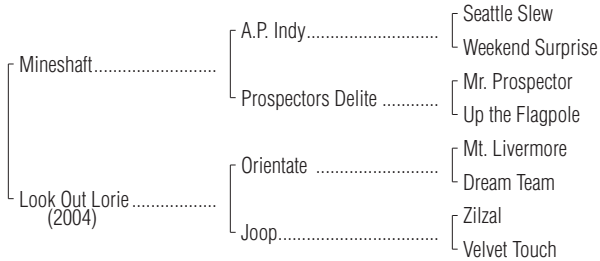 Seattle Slew
A.P. Indy..............................
Weekend Surprise
Mineshaft............................
Mr. Prospector
Prospectors Delite .............
Up the Flagpole
Mt. Livermore
Orientate ............................
Dream Team
Look Out Lorie...................
(2004)
Zilzal
Joop.....................................
Velvet Touch